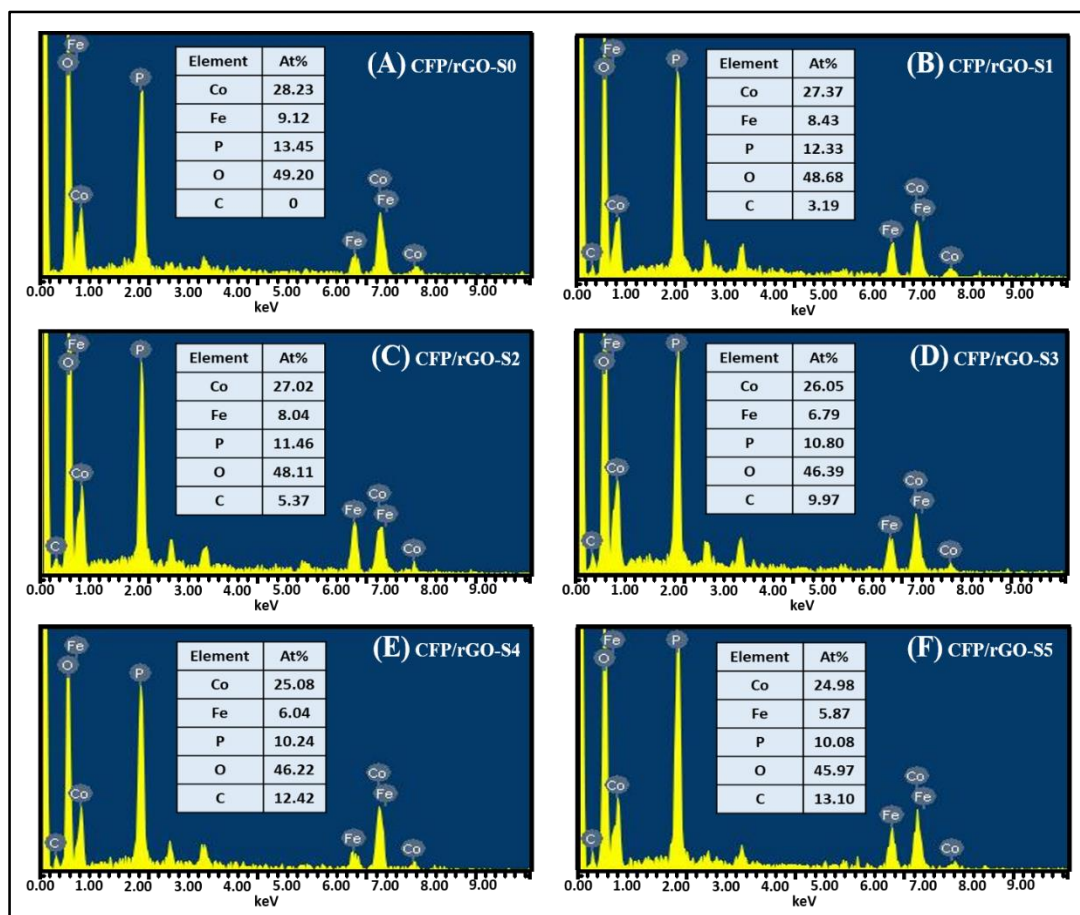 (A) CFP/rGO-S0
Element At%
Co 28.23
Fe 9.12
P 13.45
O 49.20
C 0
Fe
O
P
Co
Co
Fe
Fe
Co
0.00 1.00 2.00 3.00 4.00 5.00 6.00 7.00 8.00 9.00
keV
(B) CFP/rGO-S1
Element At%
Co 27.37
Fe 8.43
P 12.33
O 48.68
C 3.19
Fe
O
P
Co
C
Co
Fe
Fe
Co
0.00 1.00 2.00 3.00 4.00 5.00 6.00 7.00 8.00 9.00
keV
(C) CFP/rGO-S2
Element At%
Co 27.02
Fe 8.04
P 11.46
O 48.11
C 5.37
Fe
O
P
Co
C
Co
Fe
Fe
Co
0.00 1.00 2.00 3.00 4.00 5.00 6.00 7.00 8.00 9.00
keV
(D) CFP/rGO-S3
Element At%
Co 26.05
Fe 6.79
P 10.80
O 46.39
C 9.97
Fe
O
P
Co
C
Co
Fe
Fe
Co
0.00 1.00 2.00 3.00 4.00 5.00 6.00 7.00 8.00 9.00
keV
(E) CFP/rGO-S4
Element At%
Co 25.08
Fe 6.04
P 10.24
O 46.22
C 12.42
Fe
O
P
Co
C
Co
Fe
Fe
Co
0.00 1.00 2.00 3.00 4.00 5.00 6.00 7.00 8.00 9.00
keV
(F) CFP/rGO-S5
Element At%
Co 24.98
Fe 5.87
P 10.08
O 45.97
C 13.10
Fe
O
P
Co
C
Co
Fe
Fe
Co
0.00 1.00 2.00 3.00 4.00 5.00 6.00 7.00 8.00 9.00
keV